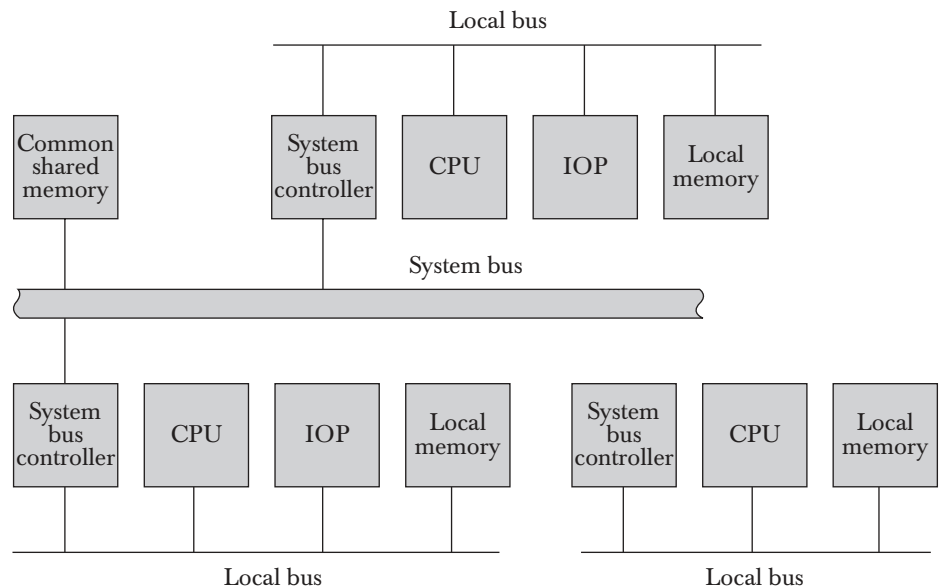 Local bus
Common
shared
memory
System
bus
controller
CPU
IOP
Local
memory
System bus
System
bus
controller
CPU
IOP
Local
memory
System
bus
controller
CPU
Local
memory
Local bus
Local bus